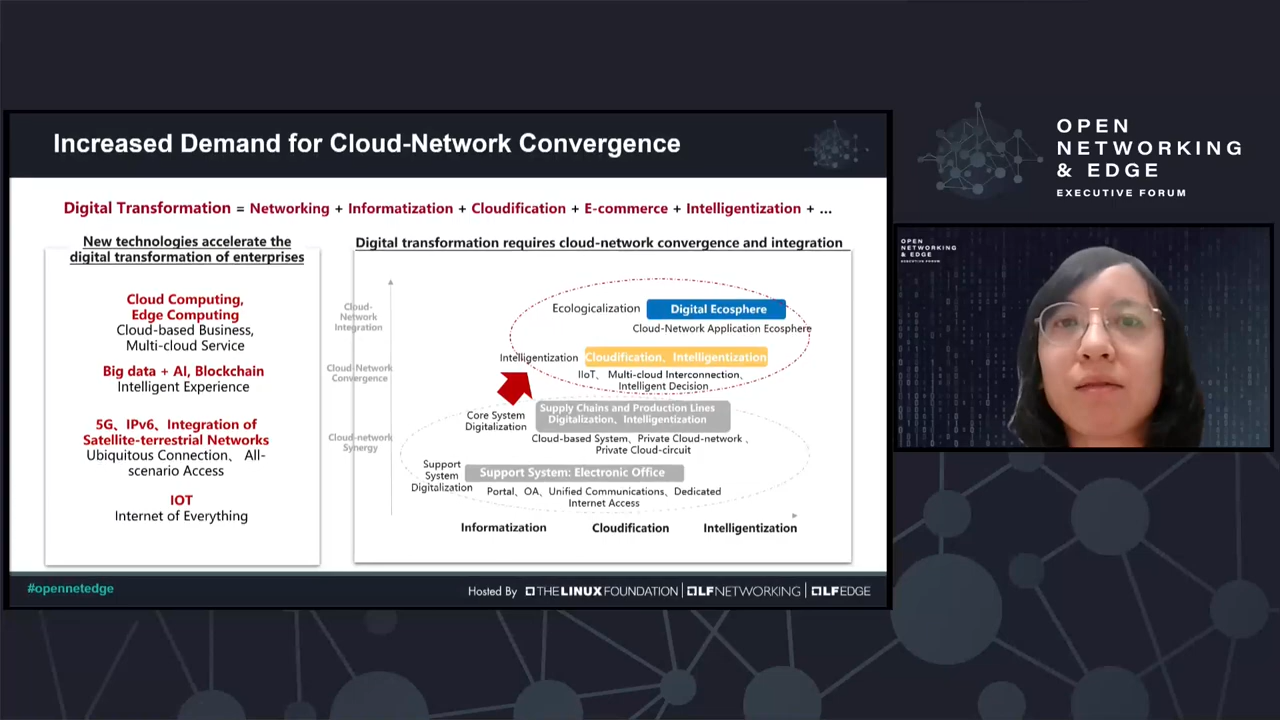 Increased Demand for Cloud-Network Convergence
Digital Transformation = Networking + Informatization + Cloudification + E-commerce + Intelligentization + ...
New technologies accelerate the
digital transformation of enterprises
Cloud Computing,
Edge Computing
Cloud-based Business,
Multi-cloud Service
Big data + AI, Blockchain
Intelligent Experience
5G、IPv6、Integration of
Satellite-terrestrial Networks
Ubiquitous Connection、 All-
scenario Access
IOT
Internet of Everything
Digital transformation requires cloud-network convergence and integration
Cloud-
Network
Integration
Cloud-Network
Convergence
Cloud-network
Synergy
Ecologicalization
Digital Ecosphere
Cloud-Network Application Ecosphere
Intelligentization
Cloudification、Intelligentization
IIoT、 Multi-cloud Interconnection、
Intelligent Decision、
Core System
Digitalization
Supply Chains and Production Lines
Digitalization、Intelligentization
Cloud-based System、Private Cloud-network 、
Private Cloud-circuit
Support
System
Digitalization
Support System: Electronic Office
Portal、OA、Unified Communications、Dedicated
Internet Access
Informatization
Cloudification
Intelligentization
#opennetedge
Hosted By THE LINUX FOUNDATION | LF NETWORKING | LF EDGE
OPEN
NETWORKING
& EDGE
EXECUTIVE FORUM
OPEN
NETWORKING
& EDGE
EXECUTIVE FORUM